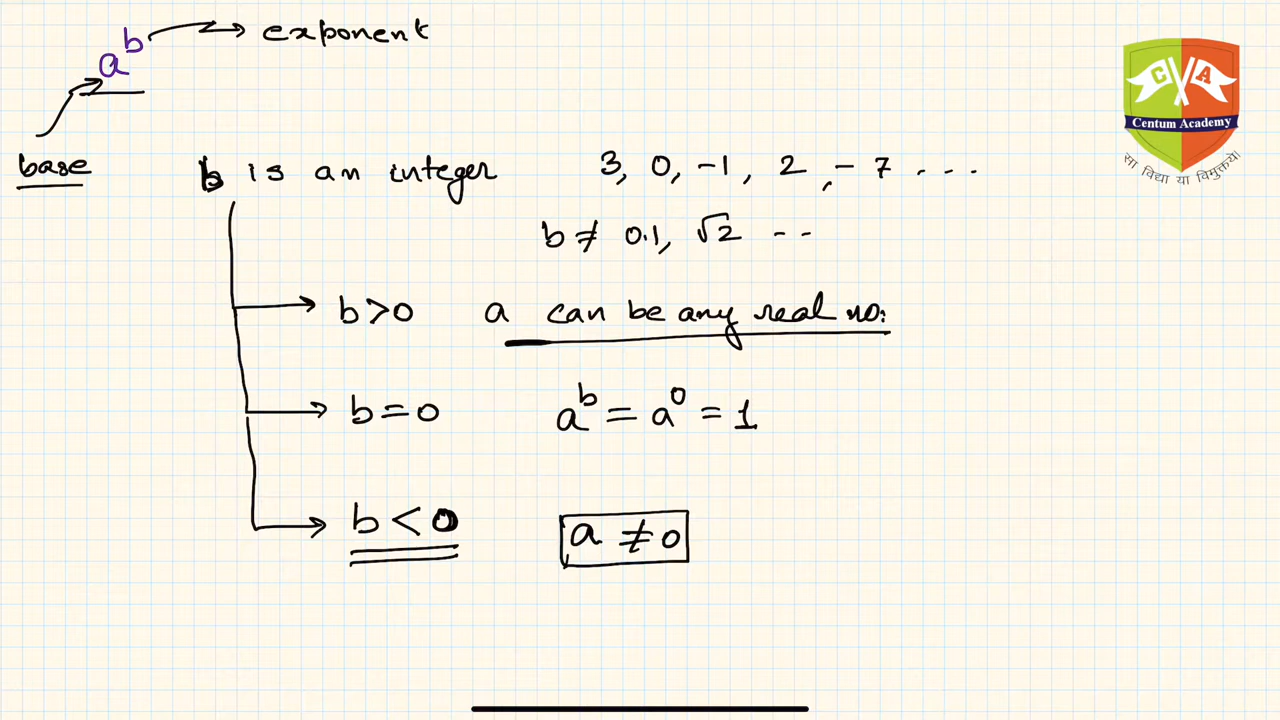 a^b → exponent
base
b is an integer 3, 0, -1, 2, -7 ...
b ≠ 0.1, √2 --
b>0 a can be any real no.
b=0 a^b = a^0 = 1
b<0 a ≠ 0
CA
Centum Academy
सा विद्या या विमुक्तये